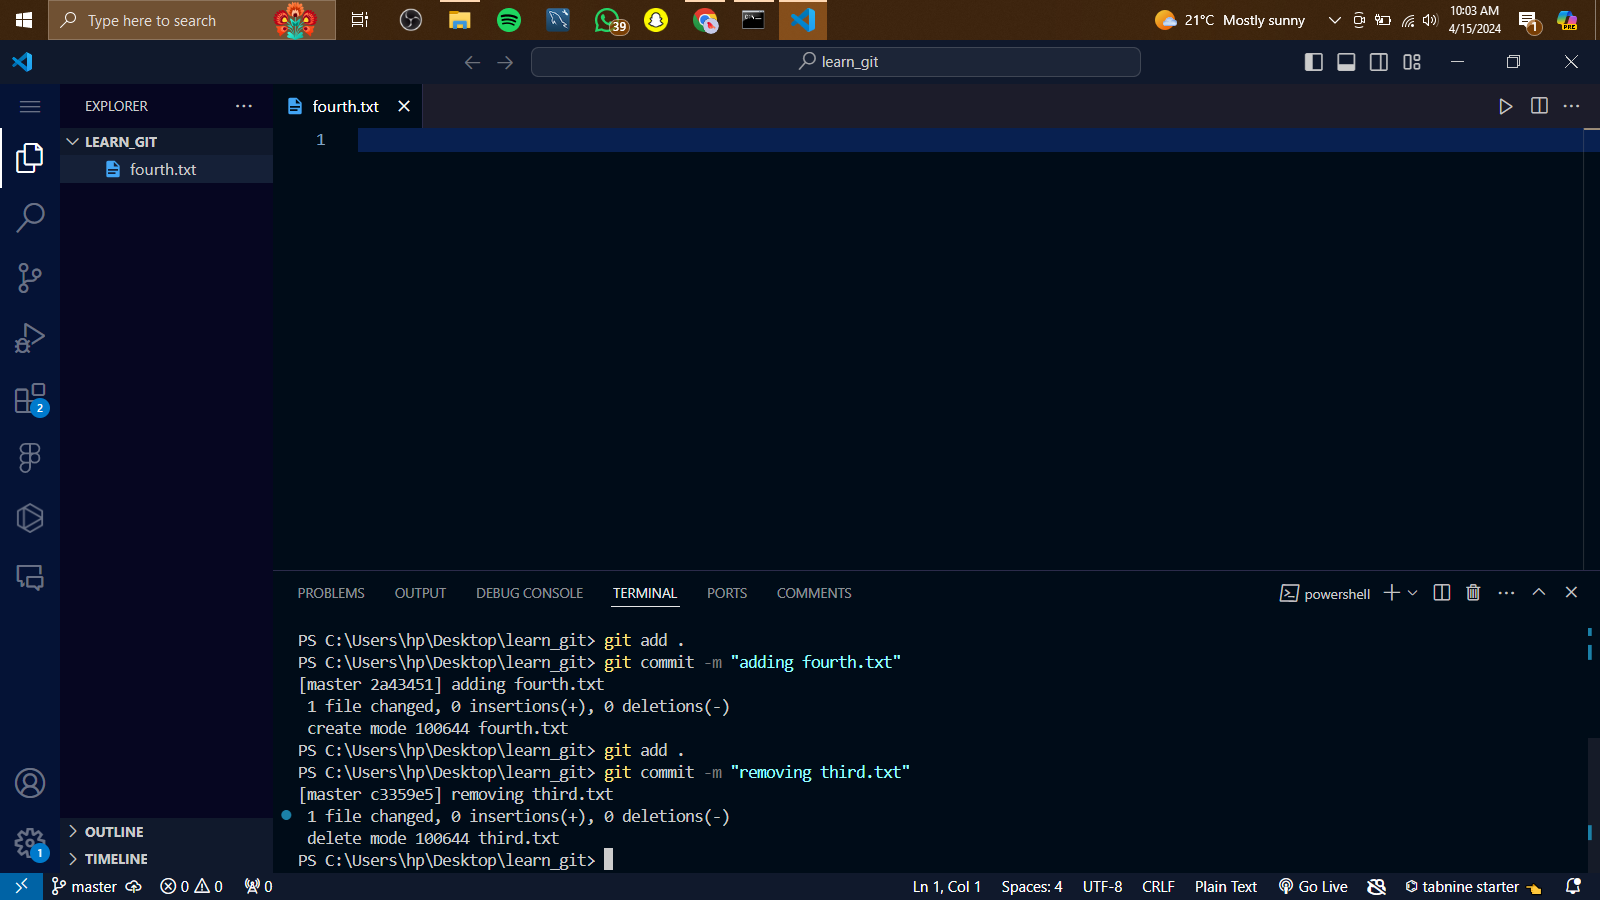 Type here to search
39
21°C Mostly sunny
10:03 AM
4/15/2024
1
PRE
learn_git
EXPLORER
fourth.txt
LEARN_GIT
fourth.txt
1
2
PROBLEMS OUTPUT DEBUG CONSOLE TERMINAL PORTS COMMENTS
powershell
PS C:\Users\hp\Desktop\learn_git> git add .
PS C:\Users\hp\Desktop\learn_git> git commit -m "adding fourth.txt"
[master 2a43451] adding fourth.txt
1 file changed, 0 insertions(+), 0 deletions(-)
create mode 100644 fourth.txt
PS C:\Users\hp\Desktop\learn_git> git add .
PS C:\Users\hp\Desktop\learn_git> git commit -m "removing third.txt"
[master c3359e5] removing third.txt
1 file changed, 0 insertions(+), 0 deletions(-)
delete mode 100644 third.txt
PS C:\Users\hp\Desktop\learn_git>
OUTLINE
TIMELINE
1
master 0 0 0 Ln 1, Col 1 Spaces: 4 UTF-8 CRLF Plain Text Go Live tabnine starter